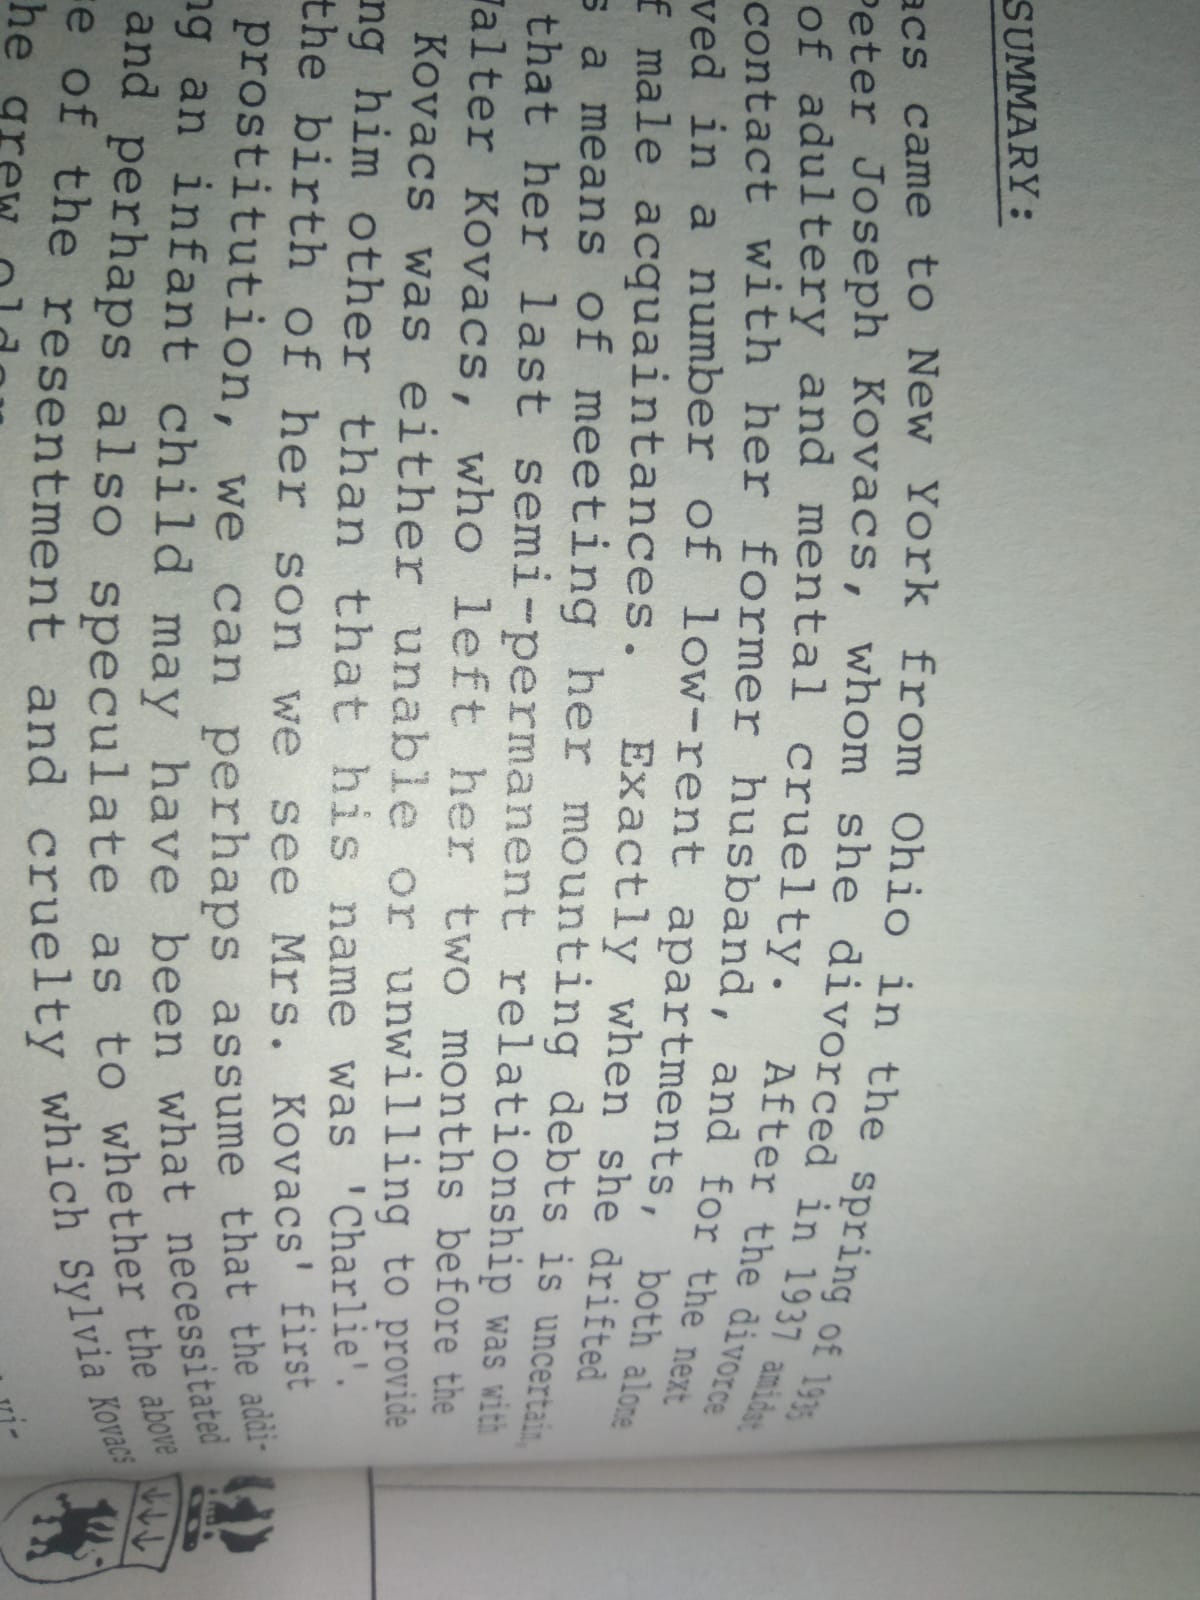 SUMMARY:
acs came to New York from Ohio in the spring of 1935
Peter Joseph Kovacs, whom she divorced in 1937 amidst
of adultery and mental cruelty. After the divorce
contact with her former husband, and for the next
ved in a number of low-rent apartments, both alone
f male acquaintances. Exactly when she drifted
s a means of meeting her mounting debts is uncertain,
that her last semi-permanent relationship was with
Walter Kovacs, who left her two months before the
Kovacs was either unable or unwilling to provide
ng him other than that his name was 'Charlie'.
the birth of her son we see Mrs. Kovacs' first
prostitution, we can perhaps assume that the addi-
ng an infant child may have been what necessitated
and perhaps also speculate as to whether the above
e of the resentment and cruelty which Sylvia Kovacs
he grew older
vi-